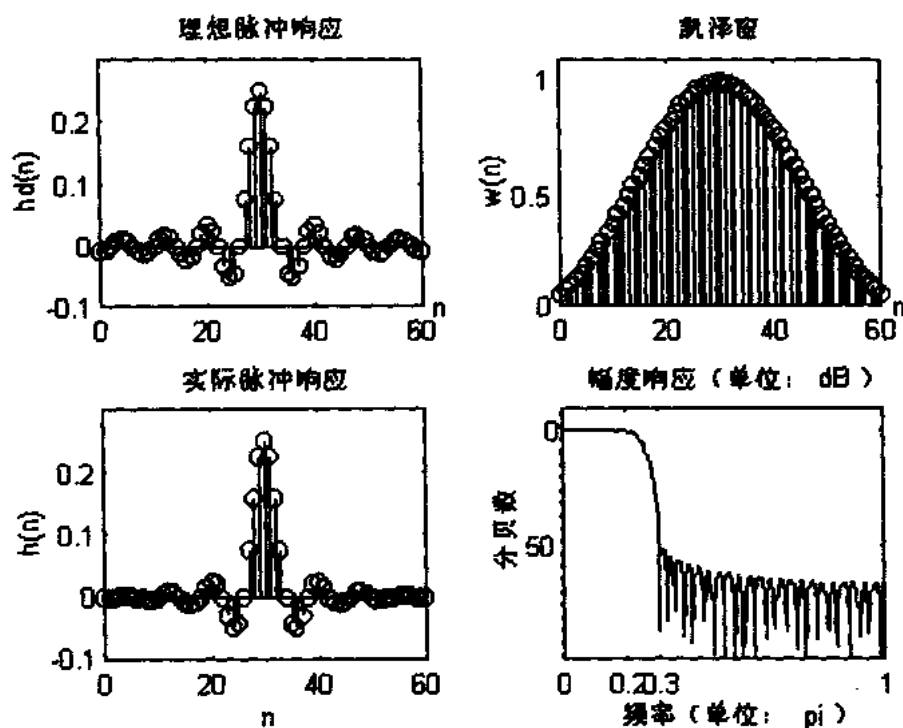 理想脉冲响应
凯泽窗
hd(n)
0.2
0.1
0
-0.1
0
20
40
60
n
w(n)
1
0.5
0
0
20
40
60
n
实际脉冲响应
幅度响应（单位： dB）
h(n)
0.2
0.1
0
-0.1
0
20
40
60
n
分贝数
0
50
0
0.2
0.3
1
频率（单位： pi）